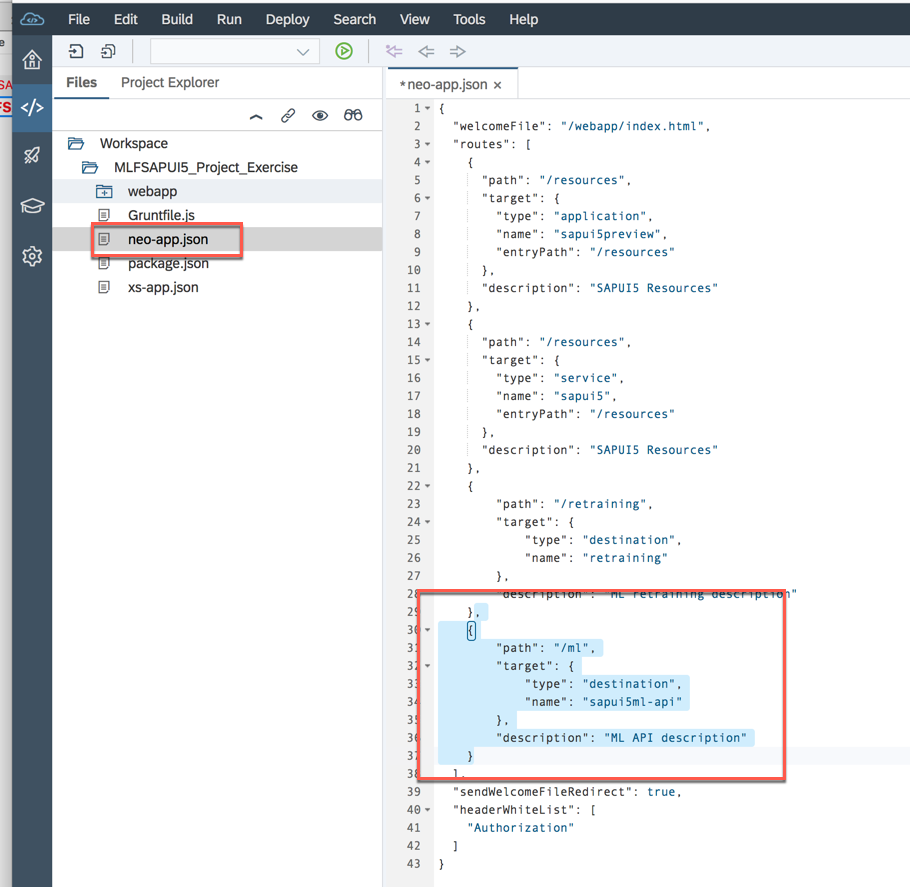 File Edit Build Run Deploy Search View Tools Help
e
SA
FS
Files Project Explorer
*neo-app.json ×
Workspace
MLFSAPUI5_Project_Exercise
webapp
Gruntfile.js
neo-app.json
package.json
xs-app.json
1 {
2 "welcomeFile": "/webapp/index.html",
3 "routes": [
4 {
5 "path": "/resources",
6 "target": {
7 "type": "application",
8 "name": "sapui5preview",
9 "entryPath": "/resources"
10 },
11 "description": "SAPUI5 Resources"
12 },
13 {
14 "path": "/resources",
15 "target": {
16 "type": "service",
17 "name": "sapui5",
18 "entryPath": "/resources"
19 },
20 "description": "SAPUI5 Resources"
21 },
22 {
23 "path": "/retraining",
24 "target": {
25 "type": "destination",
26 "name": "retraining"
27 },
28 "description": "ML retraining description"
29 },
30 {
31 "path": "/ml",
32 "target": {
33 "type": "destination",
34 "name": "sapui5ml-api"
35 },
36 "description": "ML API description"
37 }
38 ],
39 "sendWelcomeFileRedirect": true,
40 "headerWhiteList": [
41 "Authorization"
42 ]
43 }